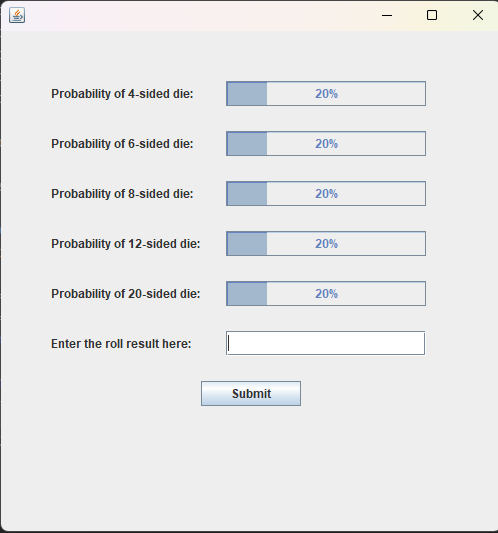 Probability of 4-sided die: 20%
Probability of 6-sided die: 20%
Probability of 8-sided die: 20%
Probability of 12-sided die: 20%
Probability of 20-sided die: 20%
Enter the roll result here:
Submit